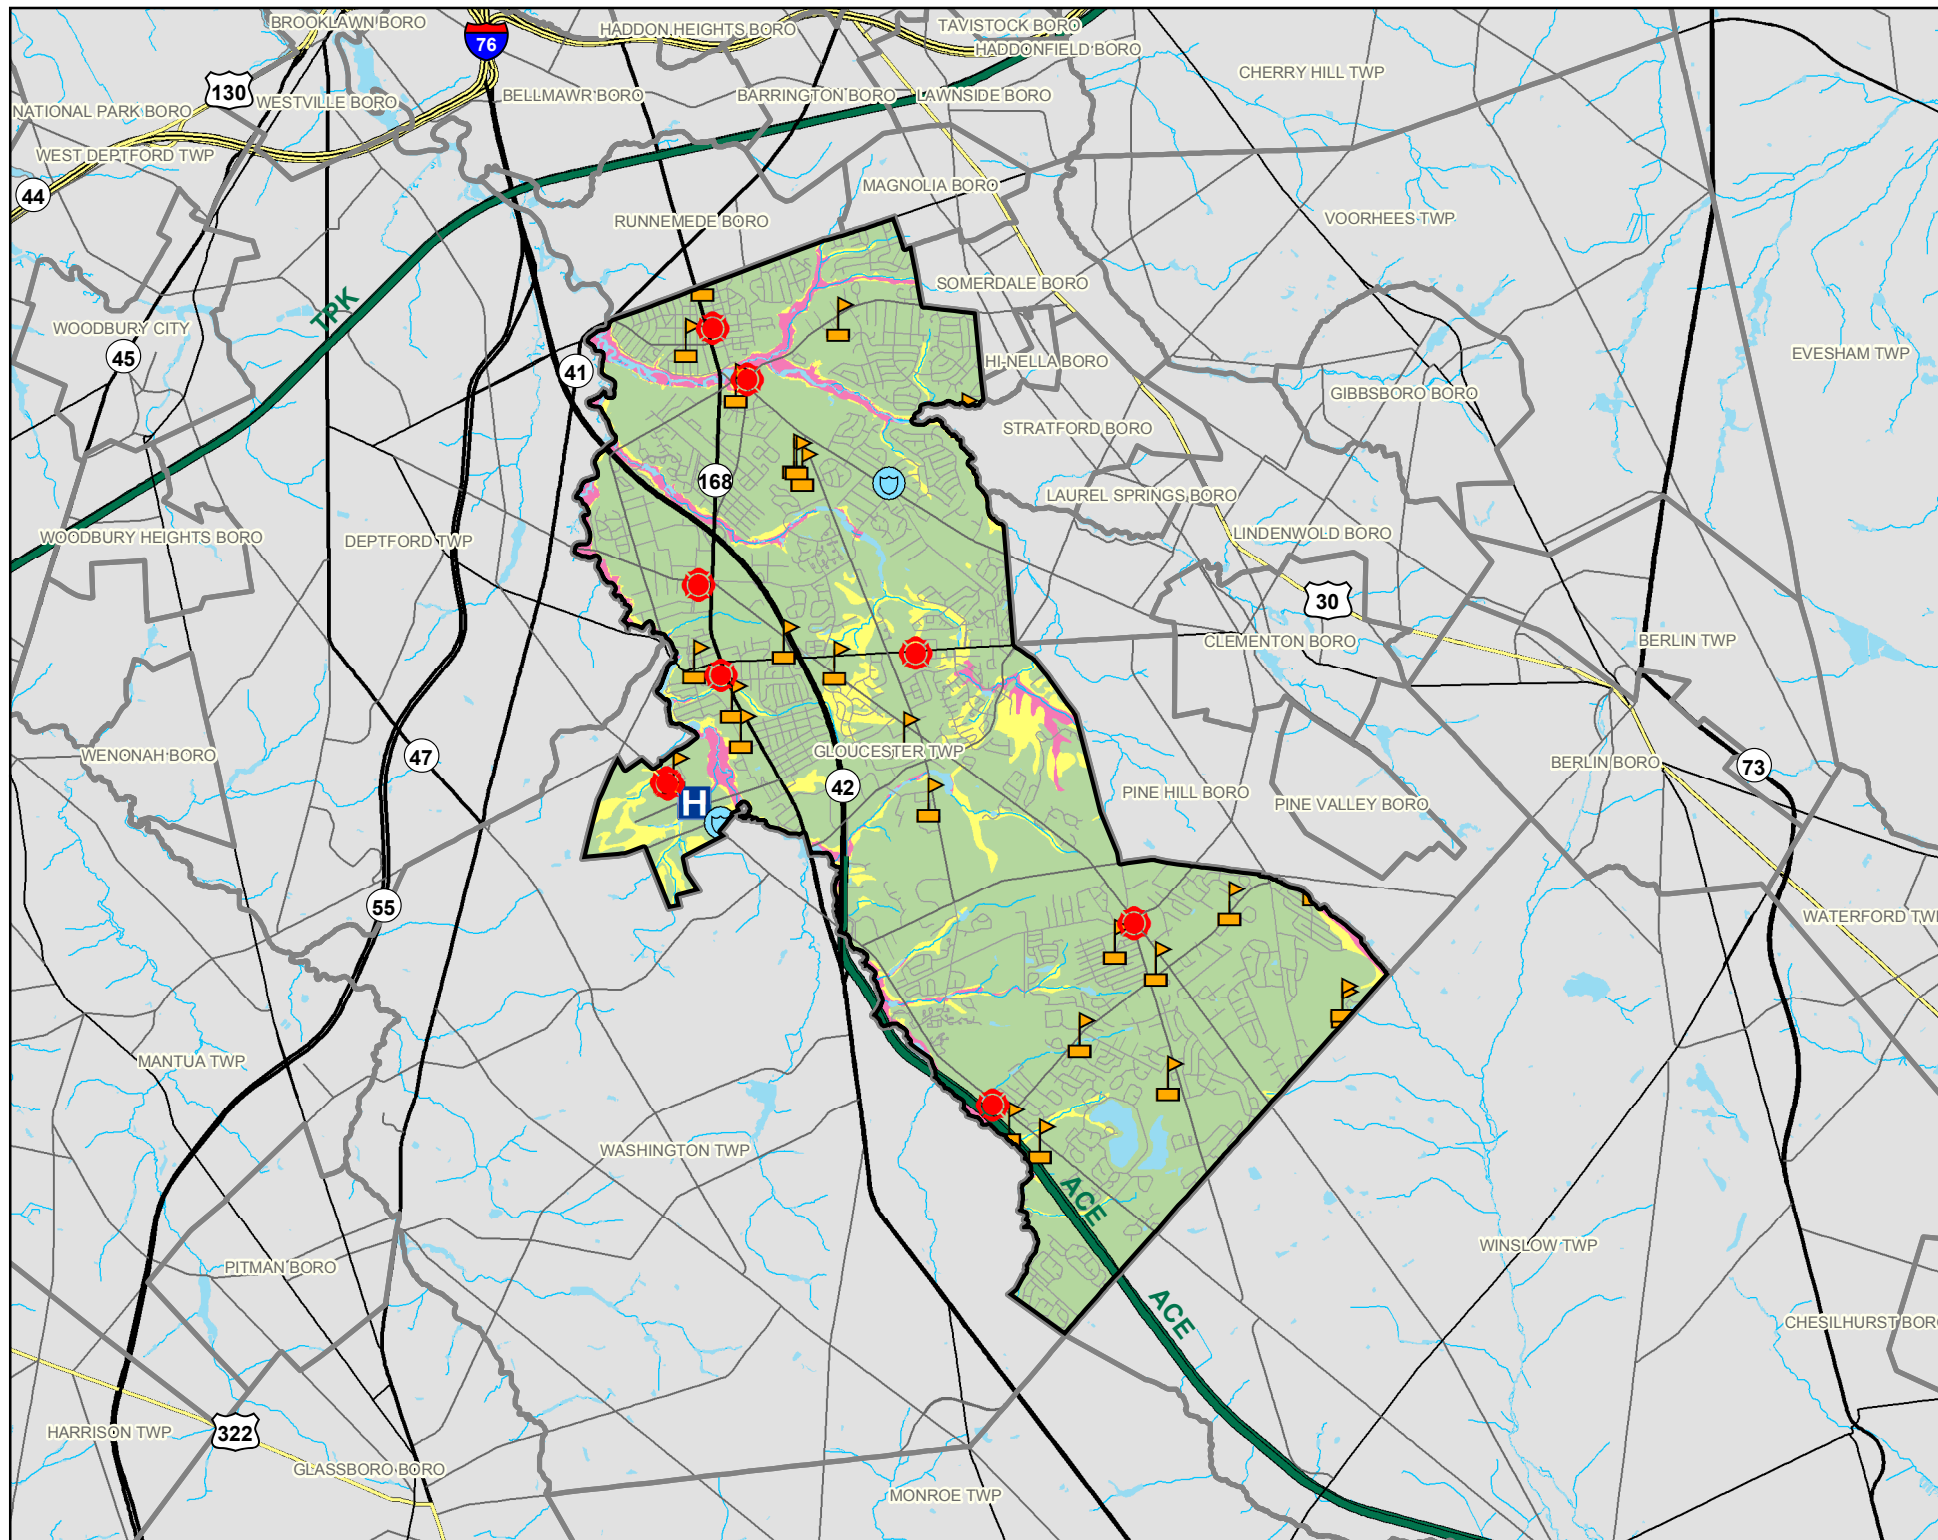 BROOKLAWN BORO
TAVISTOCK BORO
HADDON HEIGHTS BORO
76
HADDONFIELD BORO
CHERRY HILL TWP
130
WESTVILLE BORO
BELLMAWR BORO
BARRINGTON BORO
LAWNSIDE BORO
NATIONAL PARK BORO
WEST DEPTFORD TWP
44
MAGNOLIA BORO
RUNNEMEDE BORO
VOORHEES TWP
SOMERDALE BORO
TPK
WOODBURY CITY
45
41
HI-NELLA BORO
EVESHAM TWP
GIBBSBORO BORO
STRATFORD BORO
168
LAUREL SPRINGS BORO
WOODBURY HEIGHTS BORO
DEPTFORD TWP
LINDENWOLD BORO
30
CLEMENTON BORO
BERLIN TWP
WENONAH BORO
47
GLOUCESTER TWP
BERLIN BORO
73
42
PINE HILL BORO
PINE VALLEY BORO
H
55
WATERFORD TWP
MANTUA TWP
WASHINGTON TWP
ACE
WINSLOW TWP
PITMAN BORO
ACE
CHESILHURST BORO
HARRISON TWP
322
GLASSBORO BORO
MONROE TWP